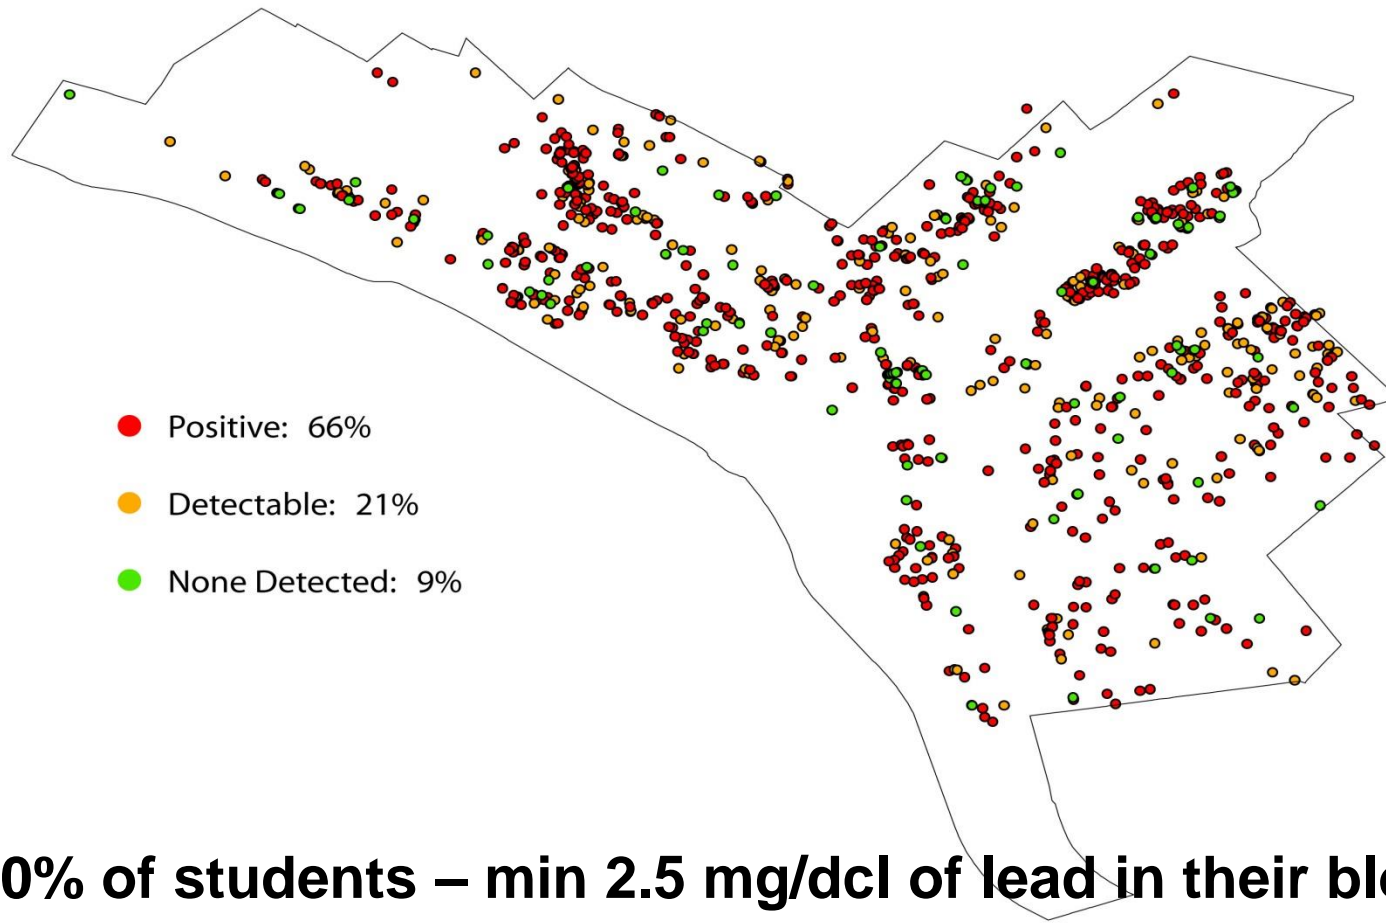 Positive: 66%
Detectable: 21%
None Detected: 9%
0% of students – min 2.5 mg/dcl of lead in their